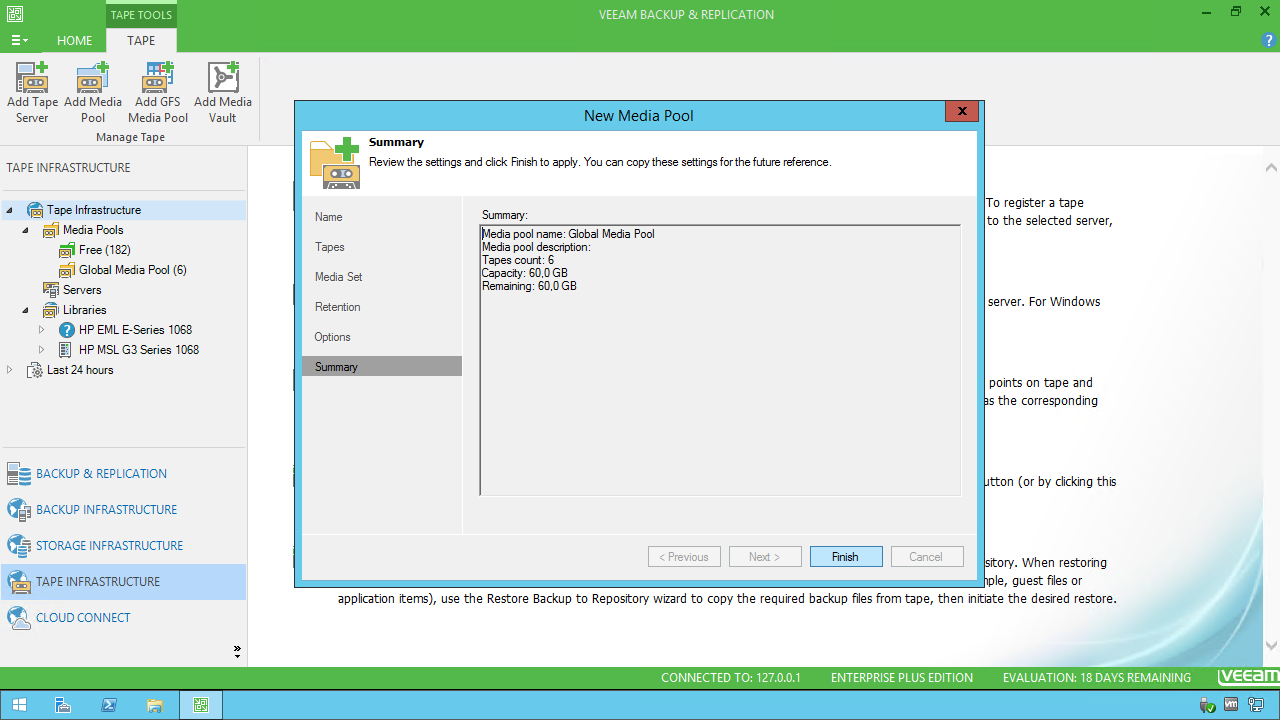 TAPE TOOLS
VEEAM BACKUP & REPLICATION
HOME
TAPE
Add Tape Server
Add Media Pool
Add GFS Media Pool
Add Media Vault
Manage Tape
TAPE INFRASTRUCTURE
Tape Infrastructure
Media Pools
Free (182)
Global Media Pool (6)
Servers
Libraries
HP EML E-Series 1068
HP MSL G3 Series 1068
Last 24 hours
BACKUP & REPLICATION
BACKUP INFRASTRUCTURE
STORAGE INFRASTRUCTURE
TAPE INFRASTRUCTURE
CLOUD CONNECT
New Media Pool
Summary
Review the settings and click Finish to apply. You can copy these settings for the future reference.
Name
Tapes
Media Set
Retention
Options
Summary
Summary:
Media pool name: Global Media Pool
Media pool description:
Tapes count: 6
Capacity: 60,0 GB
Remaining: 60,0 GB
< Previous
Next >
Finish
Cancel
To register a tape
to the selected server,
server. For Windows
points on tape and
as the corresponding
utton (or by clicking this
sitory. When restoring
mple, guest files or
application items), use the Restore Backup to Repository wizard to copy the required backup files from tape, then initiate the desired restore.
CONNECTED TO: 127.0.0.1
ENTERPRISE PLUS EDITION
EVALUATION: 18 DAYS REMAINING
veeam
vm